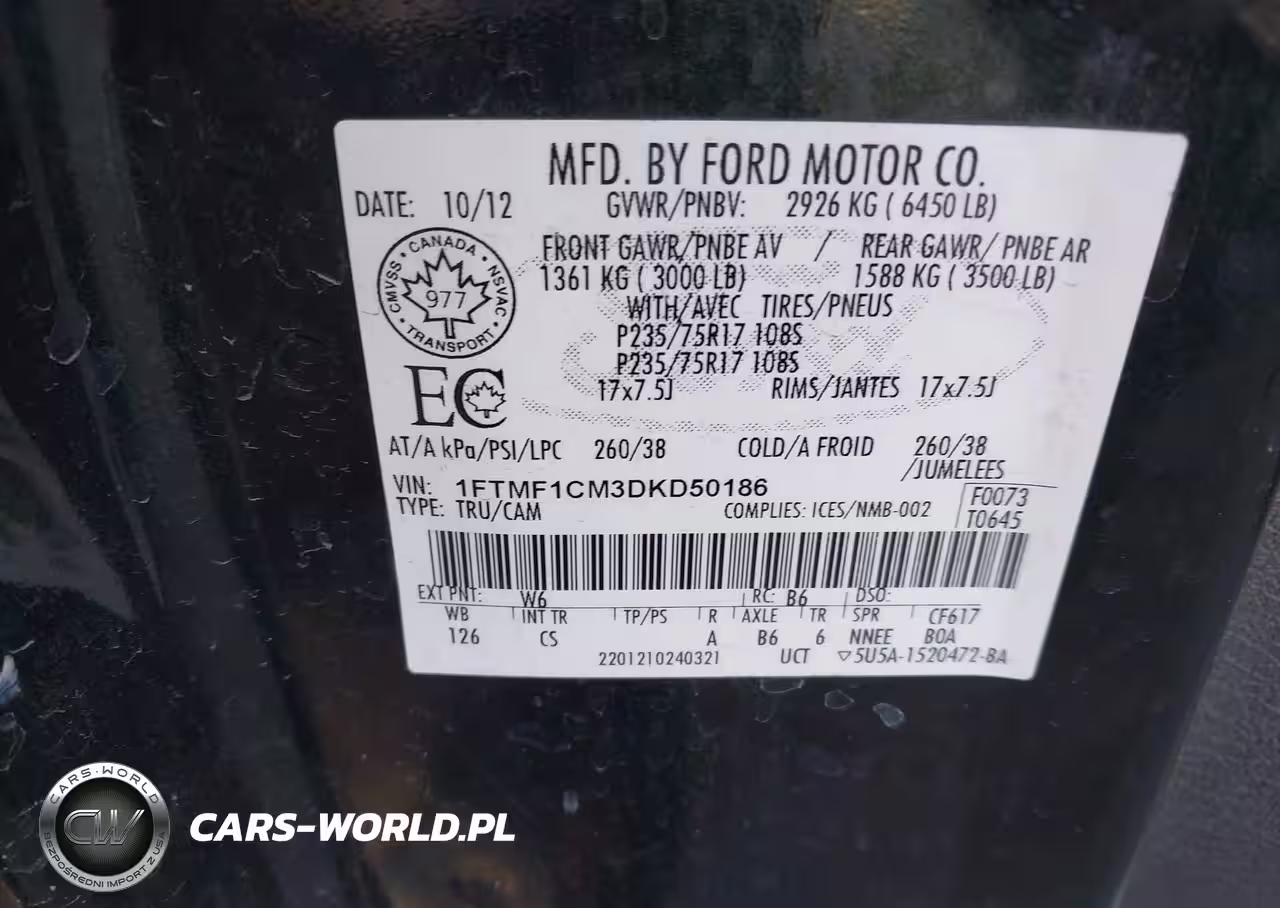 MFD. BY FORD MOTOR CO.
DATE: 10/12 GVWR/PNBV: 2926 KG ( 6450 LB)
FRONT GAWR/PNBE AV / REAR GAWR/ PNBE AR
1361 KG ( 3000 LB) 1588 KG ( 3500 LB)
WITH/AVEC TIRES/PNEUS
P235/75R17 108S
P235/75R17 108S
17x7.5J RIMS/JANTES 17x7.5J
CMVSS · CANADA · NSVAC · TRANSPORT ·
977
EC
AT/A kPa/PSI/LPC 260/38 COLD/A FROID 260/38
/JUMELEES
VIN: 1FTMF1CM3DKD50186 F0073
TYPE: TRU/CAM COMPLIES: ICES/NMB-002 T0645
EXT PNT: W6 RC: B6 DSO:
WB INT TR TP/PS R AXLE TR SPR CF617
126 CS A B6 6 NNEE BOA
2201210240321 UCT ▽5U5A-1520472-BA
CARS-WORLD
CW
BEZPOŚREDNI IMPORT Z USA
CARS-WORLD.PL